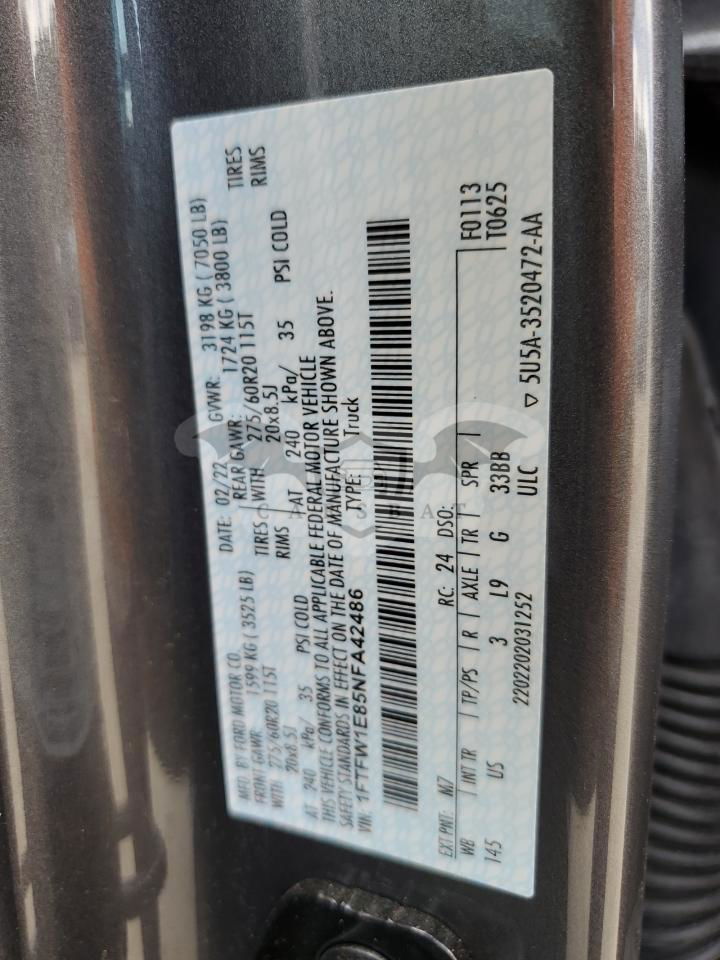 MFD. BY FORD MOTOR CO.
DATE: 02/22 GVWR: 3198 KG ( 7050 LB)
FRONT GAWR: 1599 KG ( 3525 LB) REAR GAWR: 1724 KG ( 3800 LB)
WITH 275/60R20 115T TIRES WITH 275/60R20 115T TIRES
20x8.5J RIMS 20x8.5J RIMS
AT 240 kPa/ 35 PSI COLD AT 240 kPa/ 35 PSI COLD
THIS VEHICLE CONFORMS TO ALL APPLICABLE FEDERAL MOTOR VEHICLE
SAFETY STANDARDS IN EFFECT ON THE DATE OF MANUFACTURE SHOWN ABOVE.
VIN: 1FTFW1E85NFA42486 TYPE: Truck
EXT PNT: M7 RC: 24 DSO: F0113
WB INT TR TP/PS R AXLE TR SPR T0625
145 US 3 L9 G 33BB
2202202031252 ULC ▽ 5U5A-3520472-AA
CARSBAT